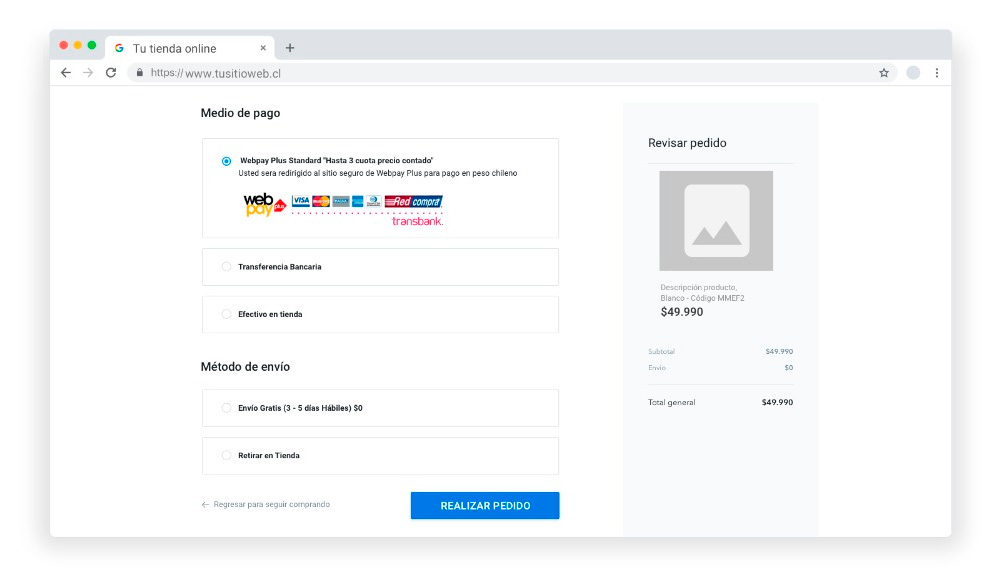 Tu tienda online
https://www.tusitioweb.cl
Medio de pago
Webpay Plus Standard "Hasta 3 cuota precio contado"
Usted sera redirigido al sitio seguro de Webpay Plus para pago en peso chileno
web
pay plus
VISA
Red compra
transbank.
Transferencia Bancaria
Efectivo en tienda
Método de envío
Envío Gratis (3 - 5 días Hábiles) $0
Retirar en Tienda
Regresar para seguir comprando
REALIZAR PEDIDO
Revisar pedido
Descripción producto,
Blanco - Código MMEF2
$49.990
Subtotal $49.990
Envío $0
Total general $49.990